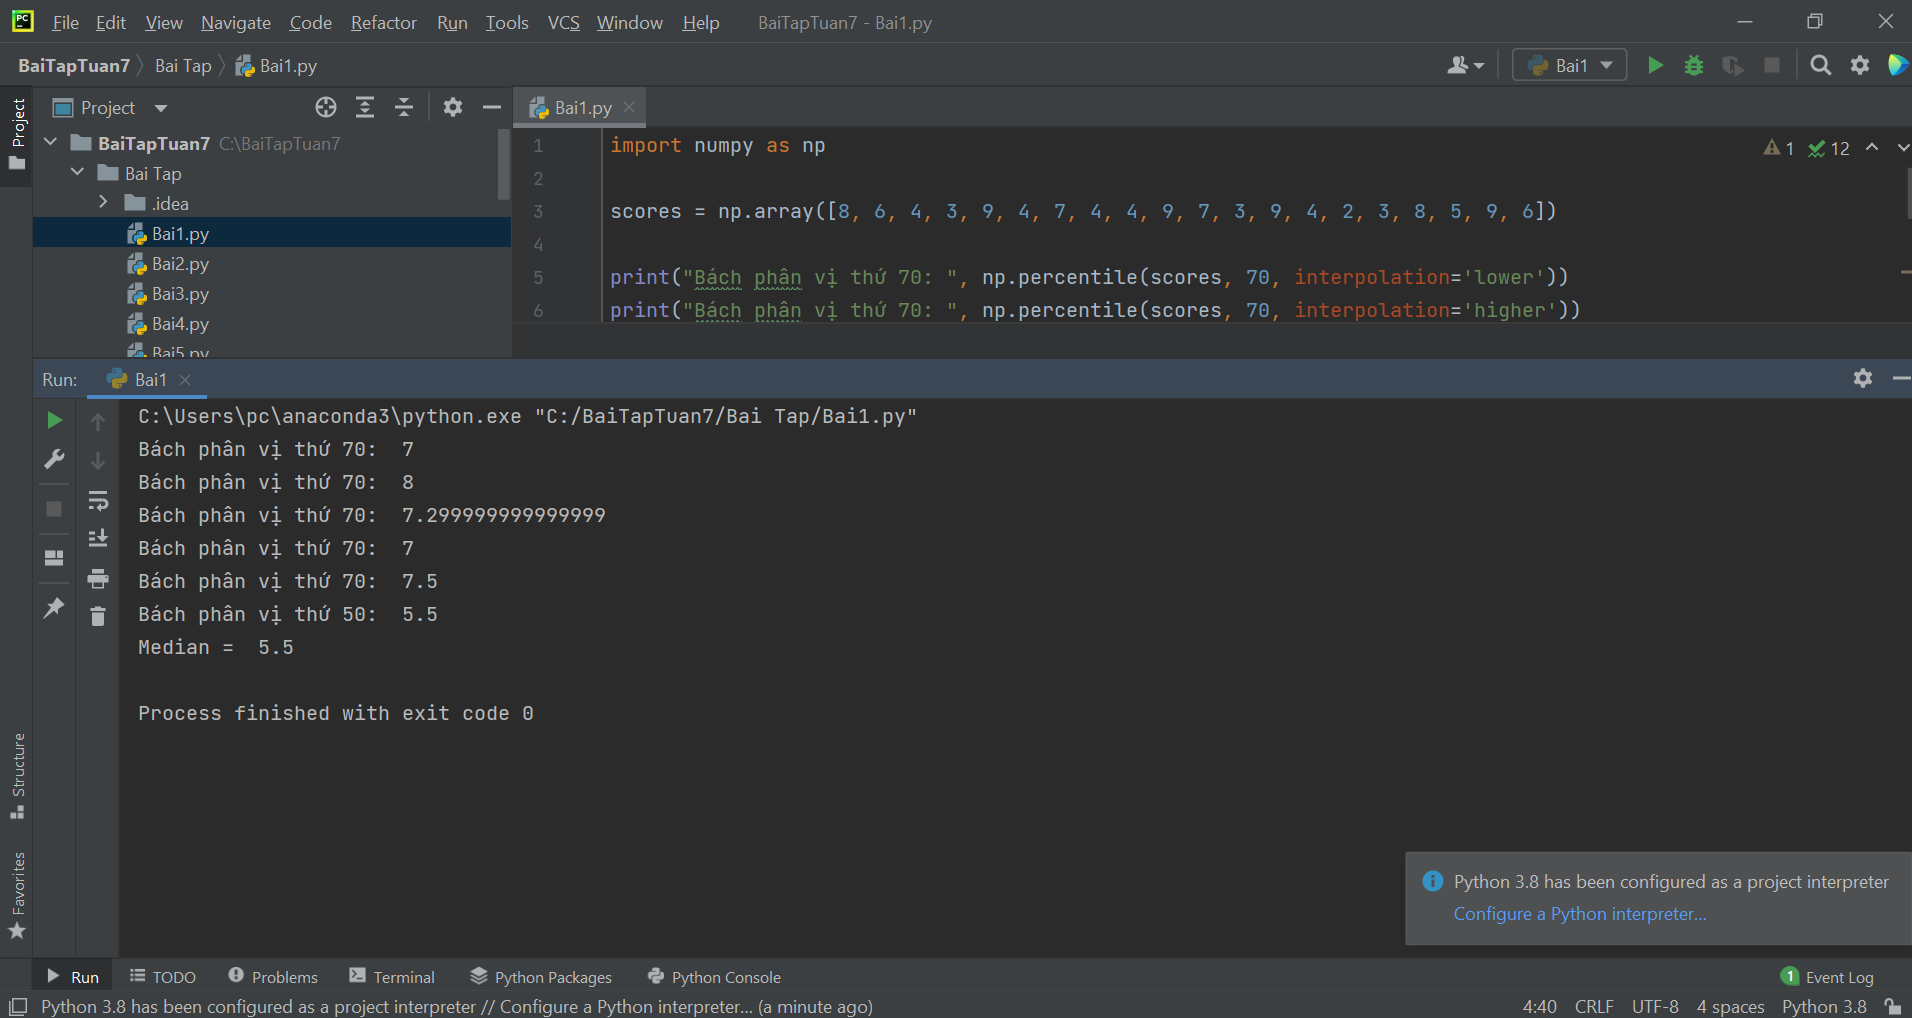 File Edit View Navigate Code Refactor Run Tools VCS Window Help BaiTapTuan7 - Bai1.py
BaiTapTuan7 Bai Tap Bai1.py Bai1
Project
Project
BaiTapTuan7 C:\BaiTapTuan7
Bai Tap
.idea
Bai1.py
Bai2.py
Bai3.py
Bai4.py
Bai5.py
Bai1.py
1 import numpy as np
1 12
2
3 scores = np.array([8, 6, 4, 3, 9, 4, 7, 4, 4, 9, 7, 3, 9, 4, 2, 3, 8, 5, 9, 6])
4
5 print("Bách phân vị thứ 70: ", np.percentile(scores, 70, interpolation='lower'))
6 print("Bách phân vị thứ 70: ", np.percentile(scores, 70, interpolation='higher'))
Run: Bai1
C:\Users\pc\anaconda3\python.exe "C:/BaiTapTuan7/Bai Tap/Bai1.py"
Bách phân vị thứ 70:  7
Bách phân vị thứ 70:  8
Bách phân vị thứ 70:  7.299999999999999
Bách phân vị thứ 70:  7
Bách phân vị thứ 70:  7.5
Bách phân vị thứ 50:  5.5
Median =  5.5
Process finished with exit code 0
Structure
Favorites
Python 3.8 has been configured as a project interpreter
Configure a Python interpreter...
Run TODO Problems Terminal Python Packages Python Console 1 Event Log
Python 3.8 has been configured as a project interpreter // Configure a Python interpreter... (a minute ago) 4:40 CRLF UTF-8 4 spaces Python 3.8